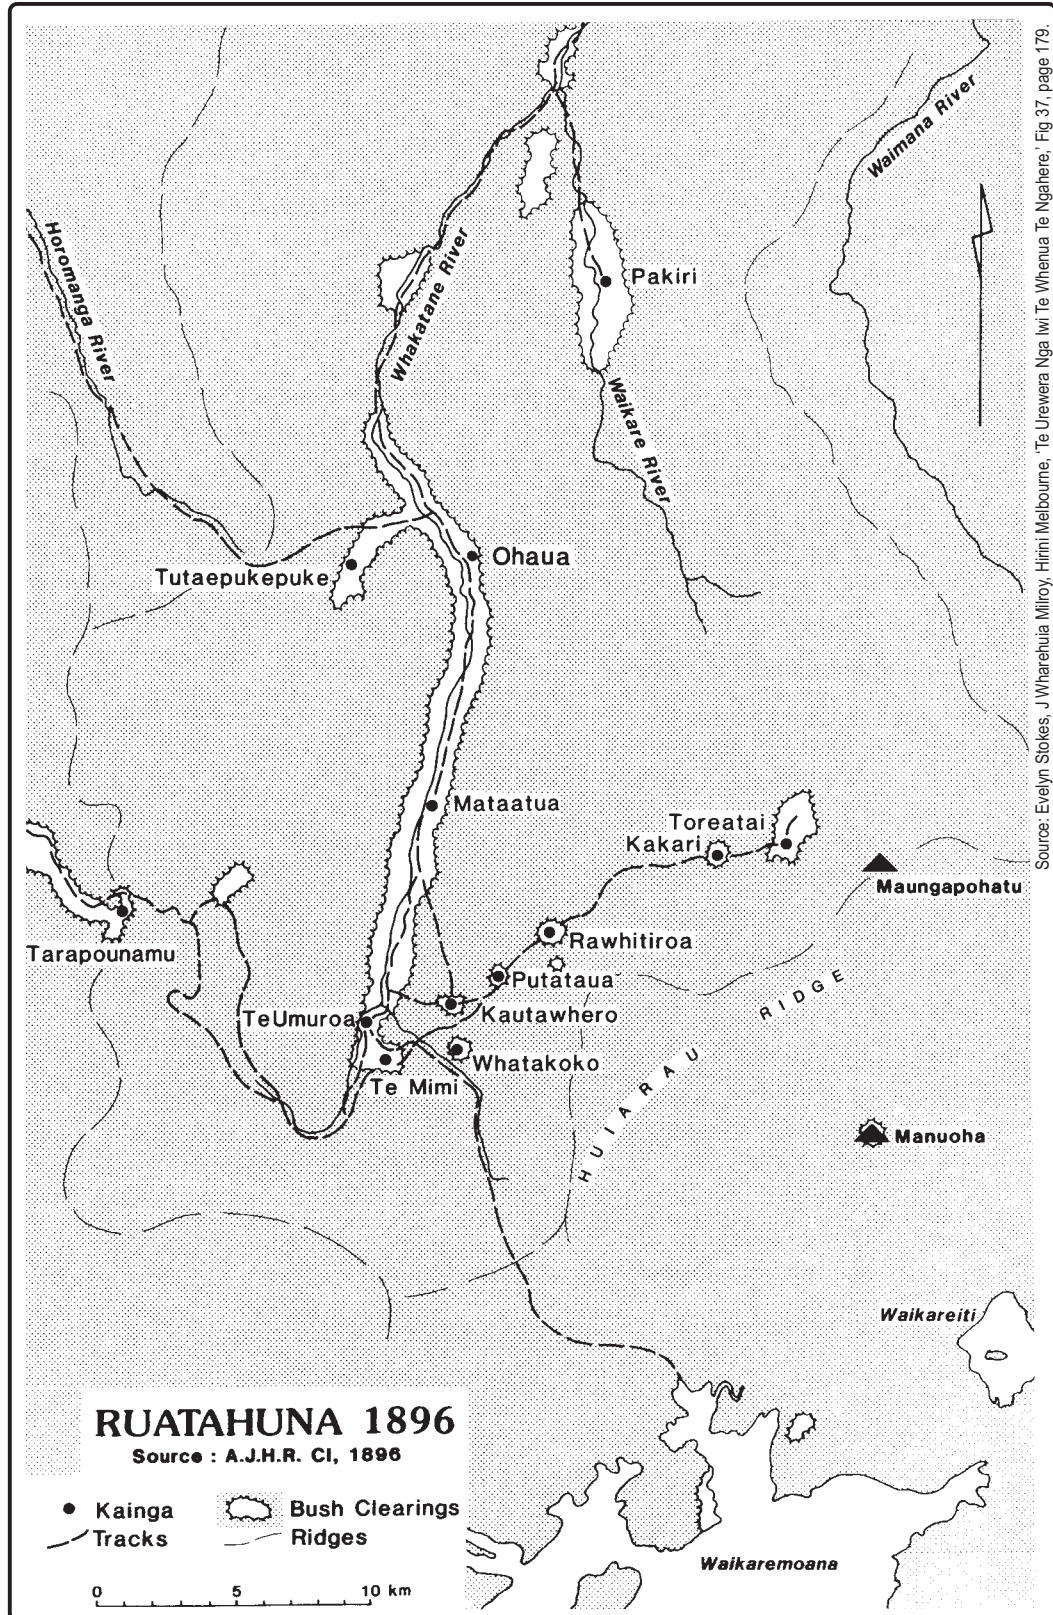 Waimana River
Horomanga River
Whakatane River
Pakiri
Waikare River
Ohaua
Tutaepukepuke
Mataatua
Toreatai
Kakari
Maungapohatu
Tarapounamu
Rawhitiroa
Putataua
HUIARAU RIDGE
TeUmuroa
Kautawhero
Whatakoko
Te Mimi
Manuoha
Waikareiti
Waikaremoana
RUATAHUNA 1896
Source : A.J.H.R. CI, 1896
Kainga
Bush Clearings
Tracks
Ridges
0 5 10 km
Source: Evelyn Stokes, J Wharehuia Milroy, Hirini Melbourne, 'Te Urewera Nga Iwi Te Whenua Te Ngahere,' Fig 37, page 179.